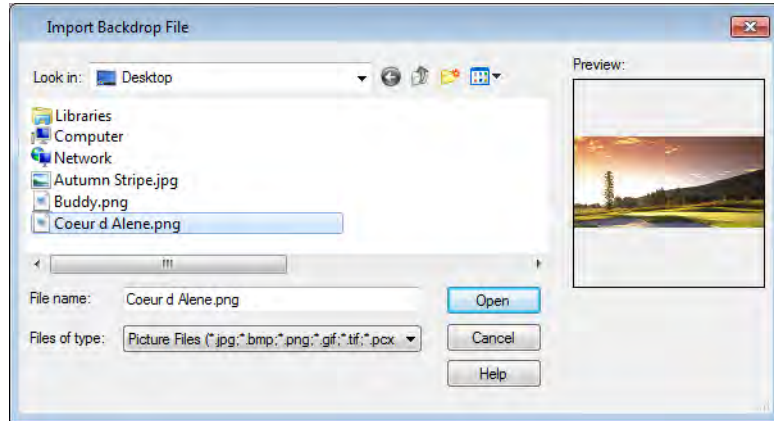 Import Backdrop File
Look in: Desktop
Preview:
Libraries
Computer
Network
Autumn Stripe.jpg
Buddy.png
Coeur d Alene.png
File name: Coeur d Alene.png Open
Files of type: Picture Files (*.jpg;*.bmp;*.png;*.gif;*.tif;*.pcx Cancel
Help